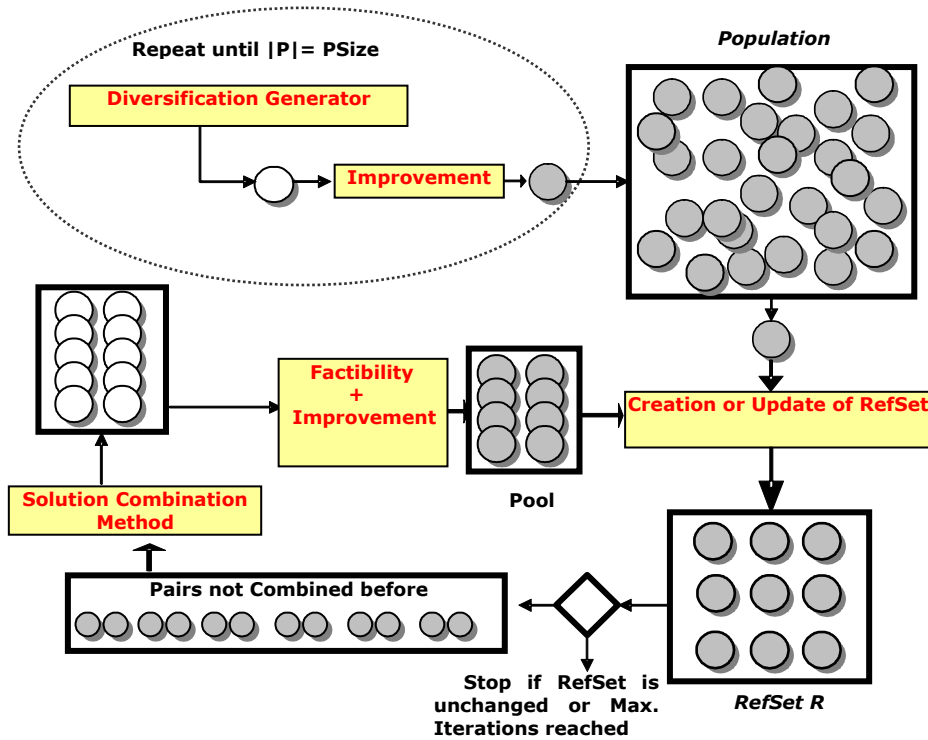 Repeat until |P|= PSize
Population
Diversification Generator
Improvement
Factibility
+
Improvement
Creation or Update of RefSet
Pool
Solution Combination
Method
Pairs not Combined before
Stop if RefSet is
unchanged or Max.
Iterations reached
RefSet R